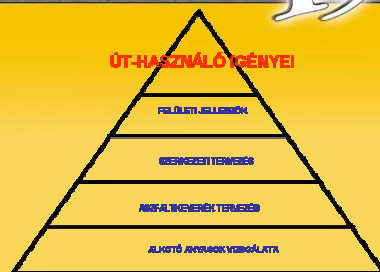 ÚT-HASZNÁLÓ IGÉNYEI
FELÜLETI JELLEMZŐK
SZERKEZETI TERVEZÉS
ASZFALTKEVERÉK TERVEZÉS
ALKOTÓ ANYAGOK VIZSGÁLATA